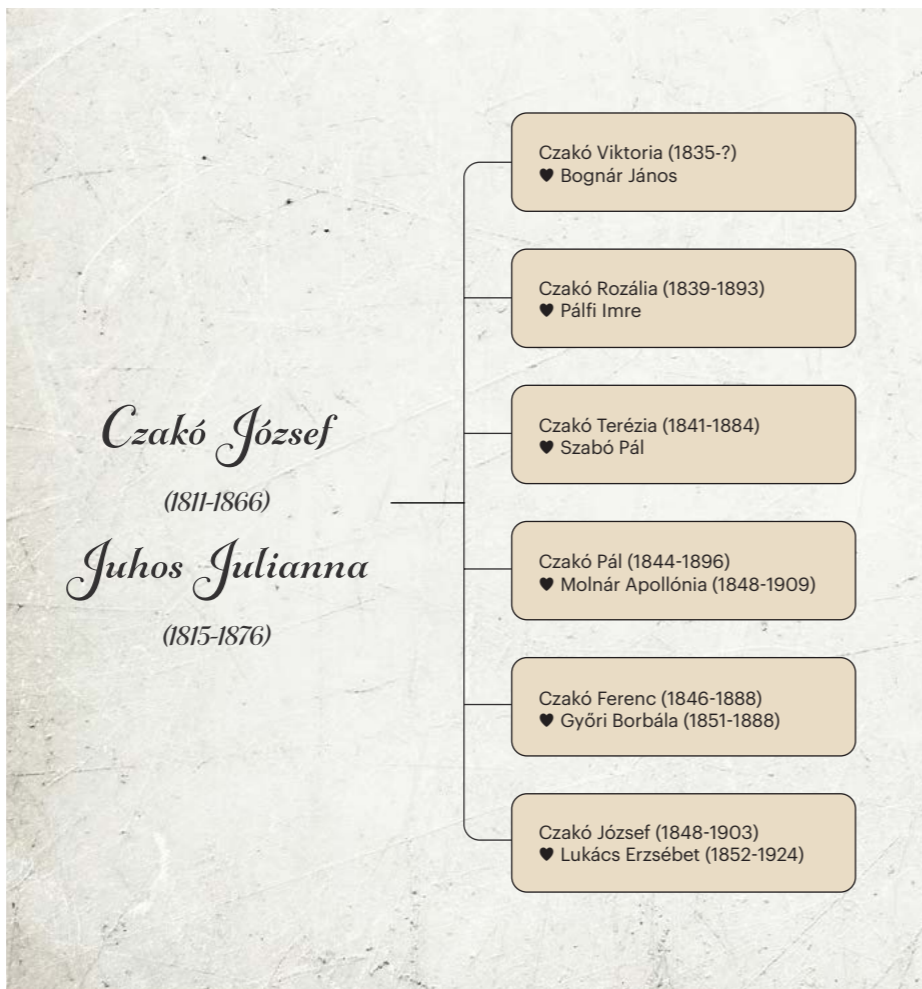 Czakó József
(1811-1866)
Juhos Julianna
(1815-1876)
Czakó Viktoria (1835-?)
♥ Bognár János
Czakó Rozália (1839-1893)
♥ Pálfi Imre
Czakó Terézia (1841-1884)
♥ Szabó Pál
Czakó Pál (1844-1896)
♥ Molnár Apollónia (1848-1909)
Czakó Ferenc (1846-1888)
♥ Győri Borbála (1851-1888)
Czakó József (1848-1903)
♥ Lukács Erzsébet (1852-1924)